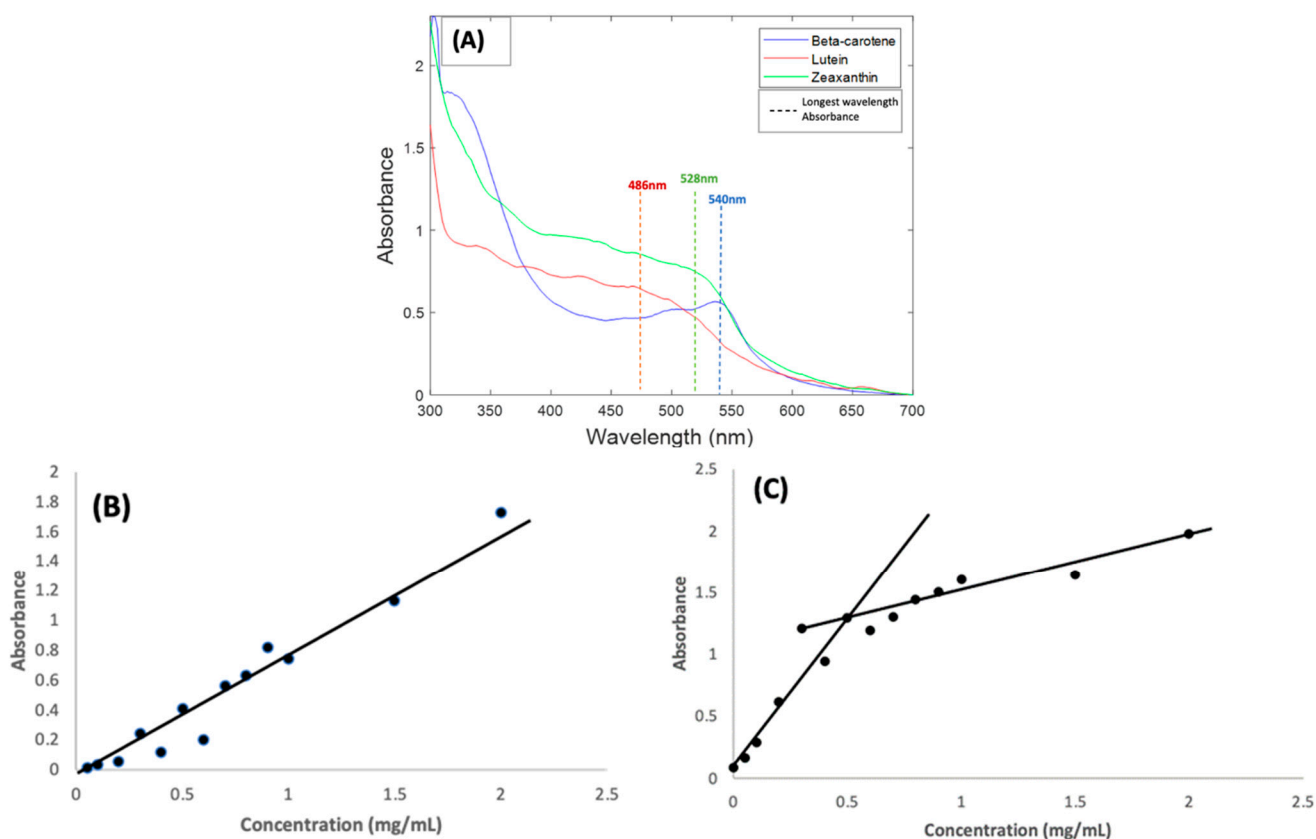 (A)
Beta-carotene
Lutein
Zeaxanthin
Longest wavelength
Absorbance
2
1.5
1
0.5
0
Absorbance
486nm
528nm
540nm
300 350 400 450 500 550 600 650 700
Wavelength (nm)
(B)
2
1.8
1.6
1.4
1.2
1
0.8
0.6
0.4
0.2
0
Absorbance
0 0.5 1 1.5 2 2.5
Concentration (mg/mL)
(C)
2.5
2
1.5
1
0.5
0
Absorbance
0 0.5 1 1.5 2 2.5
Concentration (mg/mL)